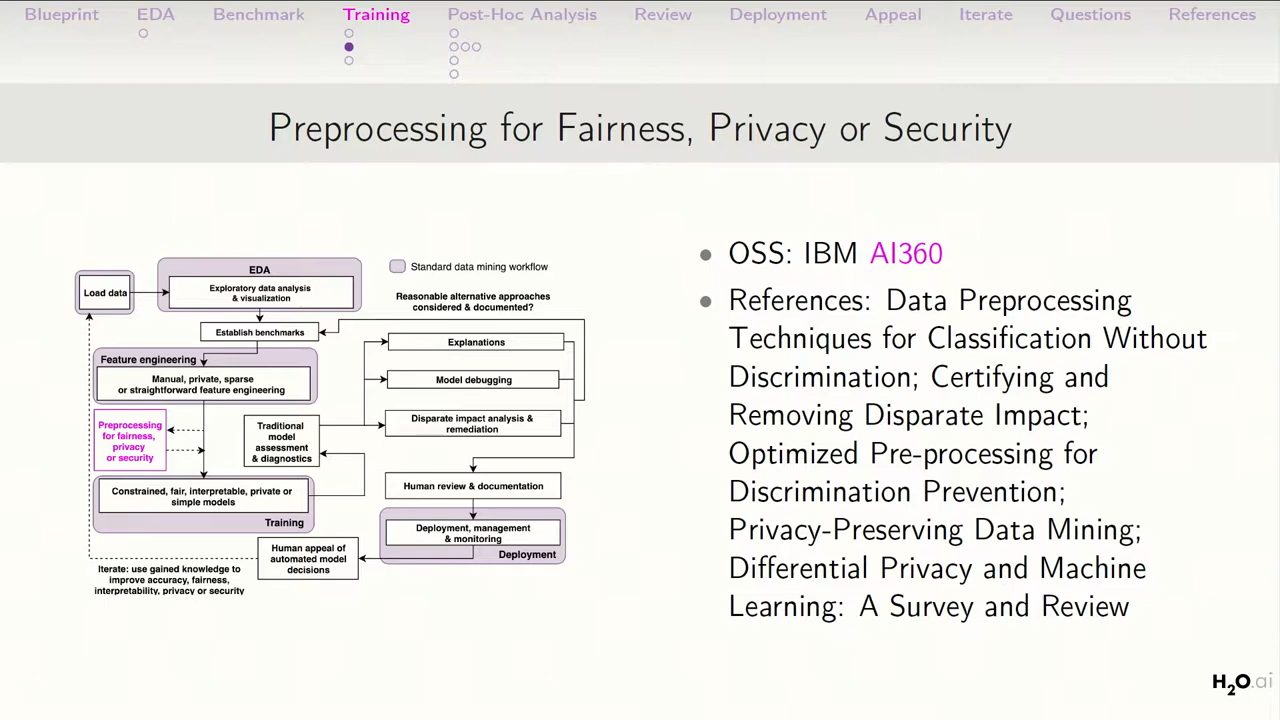 Blueprint EDA Benchmark Training Post-Hoc Analysis Review Deployment Appeal Iterate Questions References
Preprocessing for Fairness, Privacy or Security
Load data
EDA
Exploratory data analysis
& visualization
Standard data mining workflow
Reasonable alternative approaches
considered & documented?
Establish benchmarks
Feature engineering
Manual, private, sparse
or straightforward feature engineering
Explanations
Model debugging
Disparate impact analysis &
remediation
Preprocessing
for fairness,
privacy
or security
Traditional
model
assessment
& diagnostics
Constrained, fair, interpretable, private or
simple models
Training
Human review & documentation
Deployment, management
& monitoring
Deployment
Human appeal of
automated model
decisions
Iterate: use gained knowledge to
improve accuracy, fairness,
interpretability, privacy or security
OSS: IBM AI360
References: Data Preprocessing
Techniques for Classification Without
Discrimination; Certifying and
Removing Disparate Impact;
Optimized Pre-processing for
Discrimination Prevention;
Privacy-Preserving Data Mining;
Differential Privacy and Machine
Learning: A Survey and Review
H2O.ai